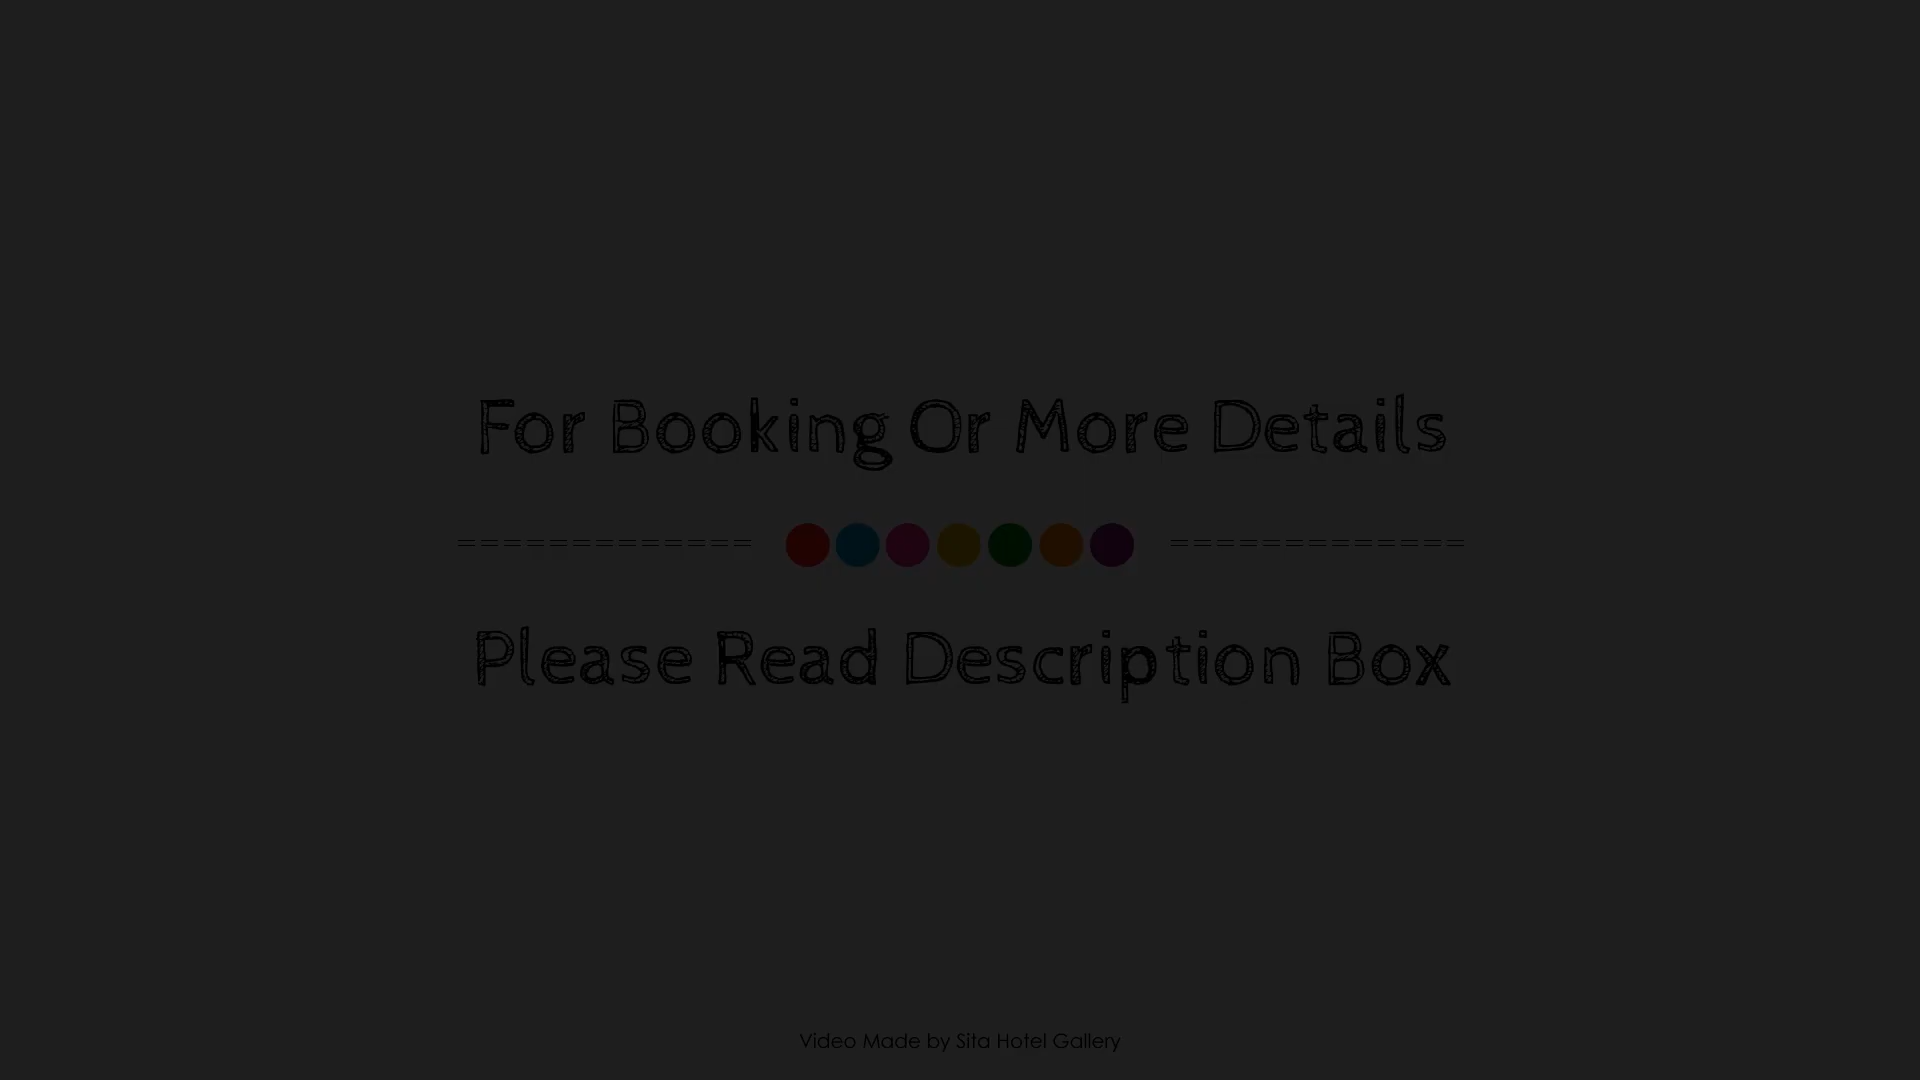 For Booking Or More Details
============= =============
Please Read Description Box
Video Made by Sita Hotel Gallery